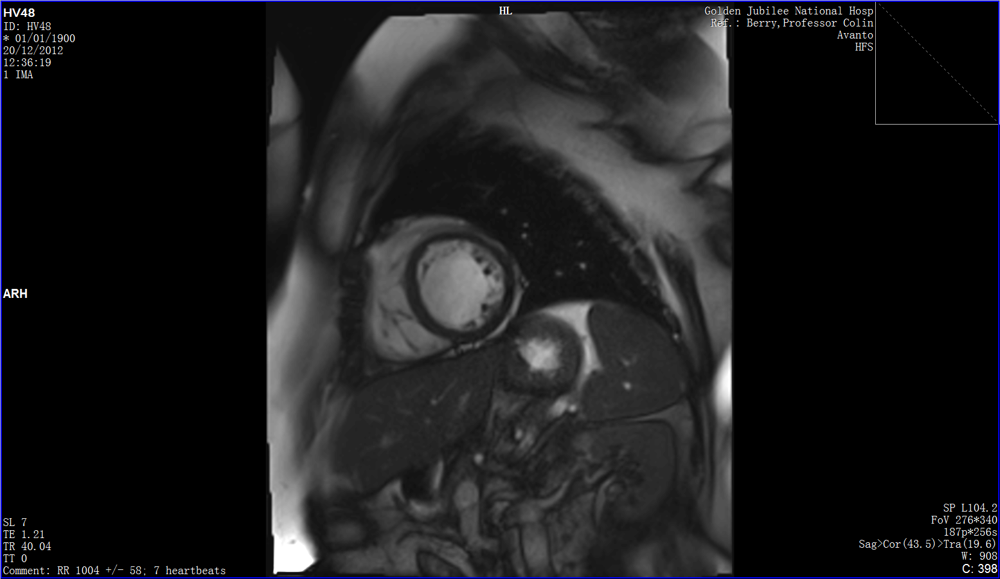 HV48
ID: HV48
* 01/01/1900
20/12/2012
12:36:19
1 IMA
HL
Golden Jubilee National Hosp
Ref.: Berry,Professor Colin
Avanto
HFS
ARH
SL 7
TE 1.21
TR 40.04
TT 0
Comment: RR 1004 +/- 58; 7 heartbeats
SP L104.2
FoV 276*340
187p*256s
Sag>Cor(43.5)>Tra(19.6)
W: 908
C: 398